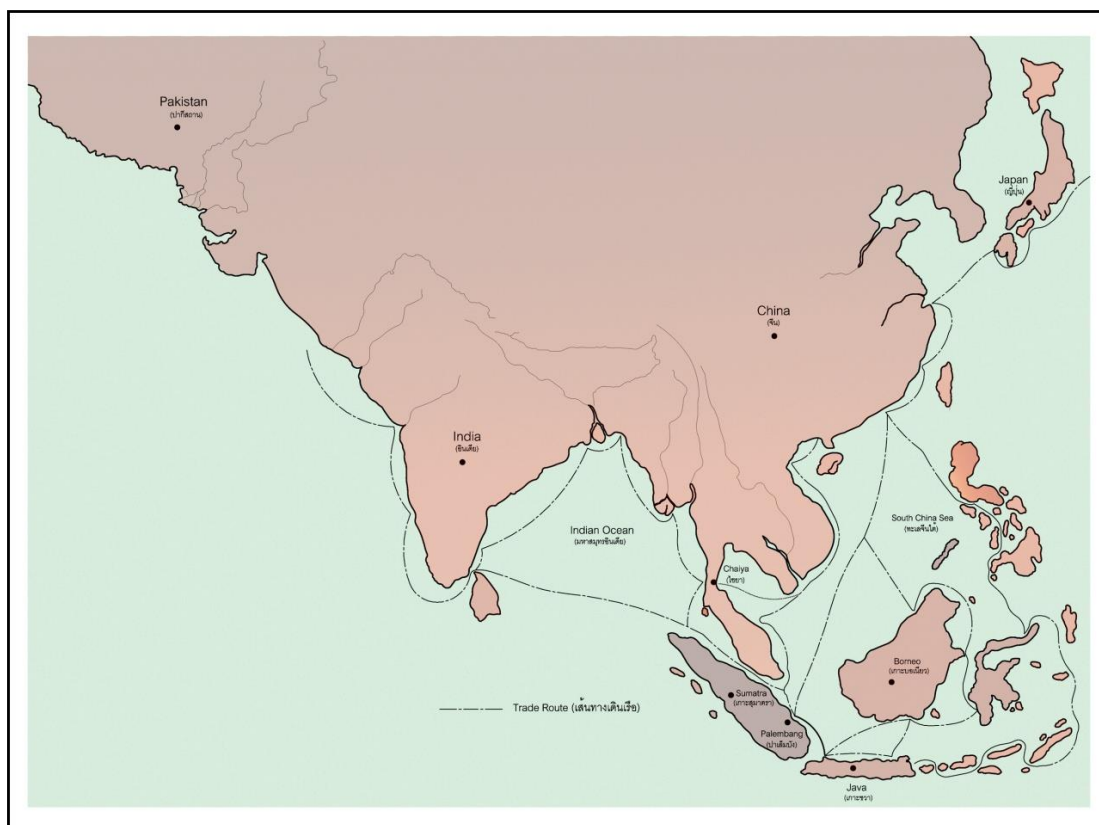 Pakistan
(ปากีสถาน)
Japan
(ญี่ปุ่น)
China
(จีน)
India
(อินเดีย)
South China Sea
(ทะเลจีนใต้)
Indian Ocean
(มหาสมุทรอินเดีย)
Chaiya
(ไชยา)
Borneo
(เกาะบอเนียว)
Sumatra
(เกาะสุมาตรา)
Trade Route (เส้นทางเดินเรือ)
Palembang
(ปาเล็มบัง)
Java
(เกาะชวา)